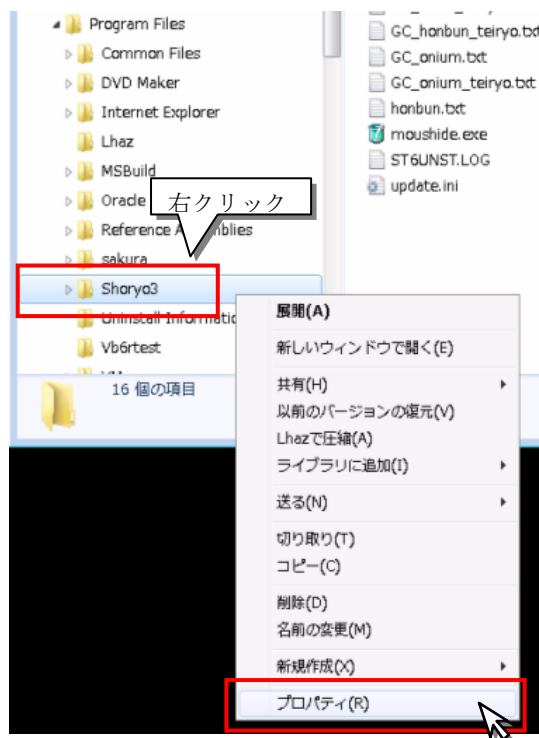 Program Files
Common Files
DVD Maker
Internet Explorer
Lhaz
MSBuild
Oracle
Reference A mblies
sakura
Shoryo3
Uninstall Informatio
Vb6rtest
16 個の項目
GC_honbun_teiryo.txt
GC_onium.txt
GC_onium_teiryo.txt
honbun.txt
moushide.exe
ST6UNST.LOG
update.ini
右クリック
展開(A)
新しいウィンドウで開く(E)
共有(H)
以前のバージョンの復元(V)
Lhazで圧縮(A)
ライブラリに追加(I)
送る(N)
切り取り(T)
コピー(C)
削除(D)
名前の変更(M)
新規作成(X)
プロパティ(R)